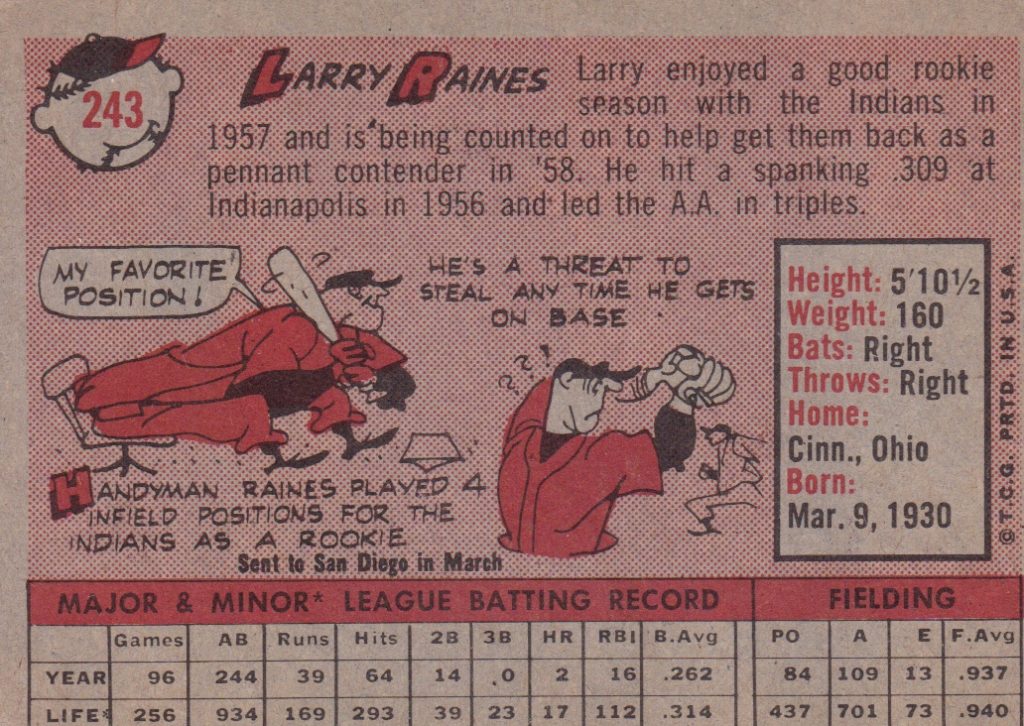 243
LARRY RAINES
Larry enjoyed a good rookie
season with the Indians in
1957 and is being counted on to help get them back as a
pennant contender in '58. He hit a spanking .309 at
Indianapolis in 1956 and led the A.A. in triples.
MY FAVORITE
POSITION!
HE'S A THREAT TO
STEAL ANY TIME HE GETS
ON BASE
?
? ? !
HANDYMAN RAINES PLAYED 4
INFIELD POSITIONS FOR THE
INDIANS AS A ROOKIE
Sent to San Diego in March
Height: 5'10½
Weight: 160
Bats: Right
Throws: Right
Home:
Cinn., Ohio
Born:
Mar. 9, 1930
© T.C.G. PRTD. IN U.S.A.
MAJOR & MINOR* LEAGUE BATTING RECORD FIELDING
Games AB Runs Hits 2B 3B HR RBI B.Avg PO A E F.Avg
YEAR 96 244 39 64 14 .0 2 16 .262 84 109 13 .937
LIFE* 256 934 169 293 39 23 17 112 .314 437 701 73 .940